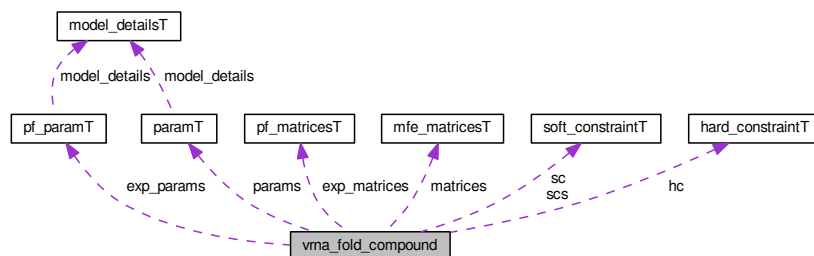 model_detailsT
model_details
model_details
pf_paramT
paramT
pf_matricesT
mfe_matricesT
soft_constraintT
hard_constraintT
exp_params
params
exp_matrices
matrices
sc
scs
hc
vrna_fold_compound